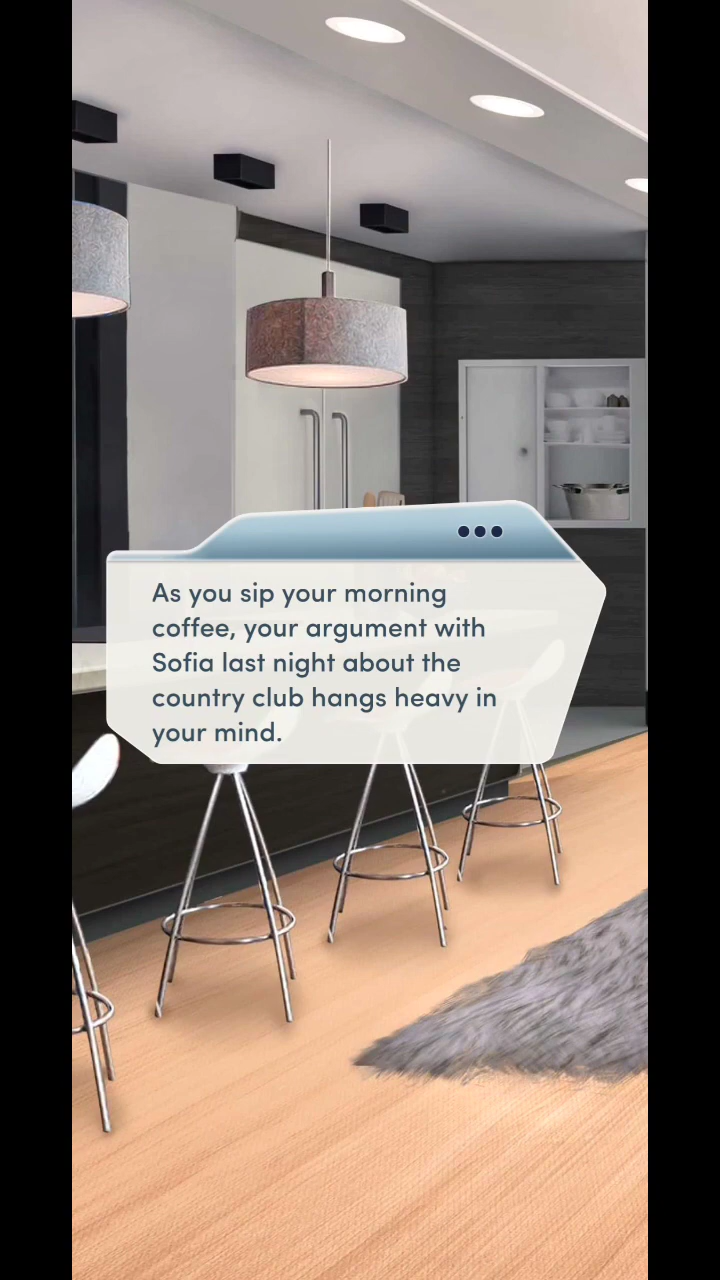 As you sip your morning
coffee, your argument with
Sofia last night about the
country club hangs heavy in
your mind.